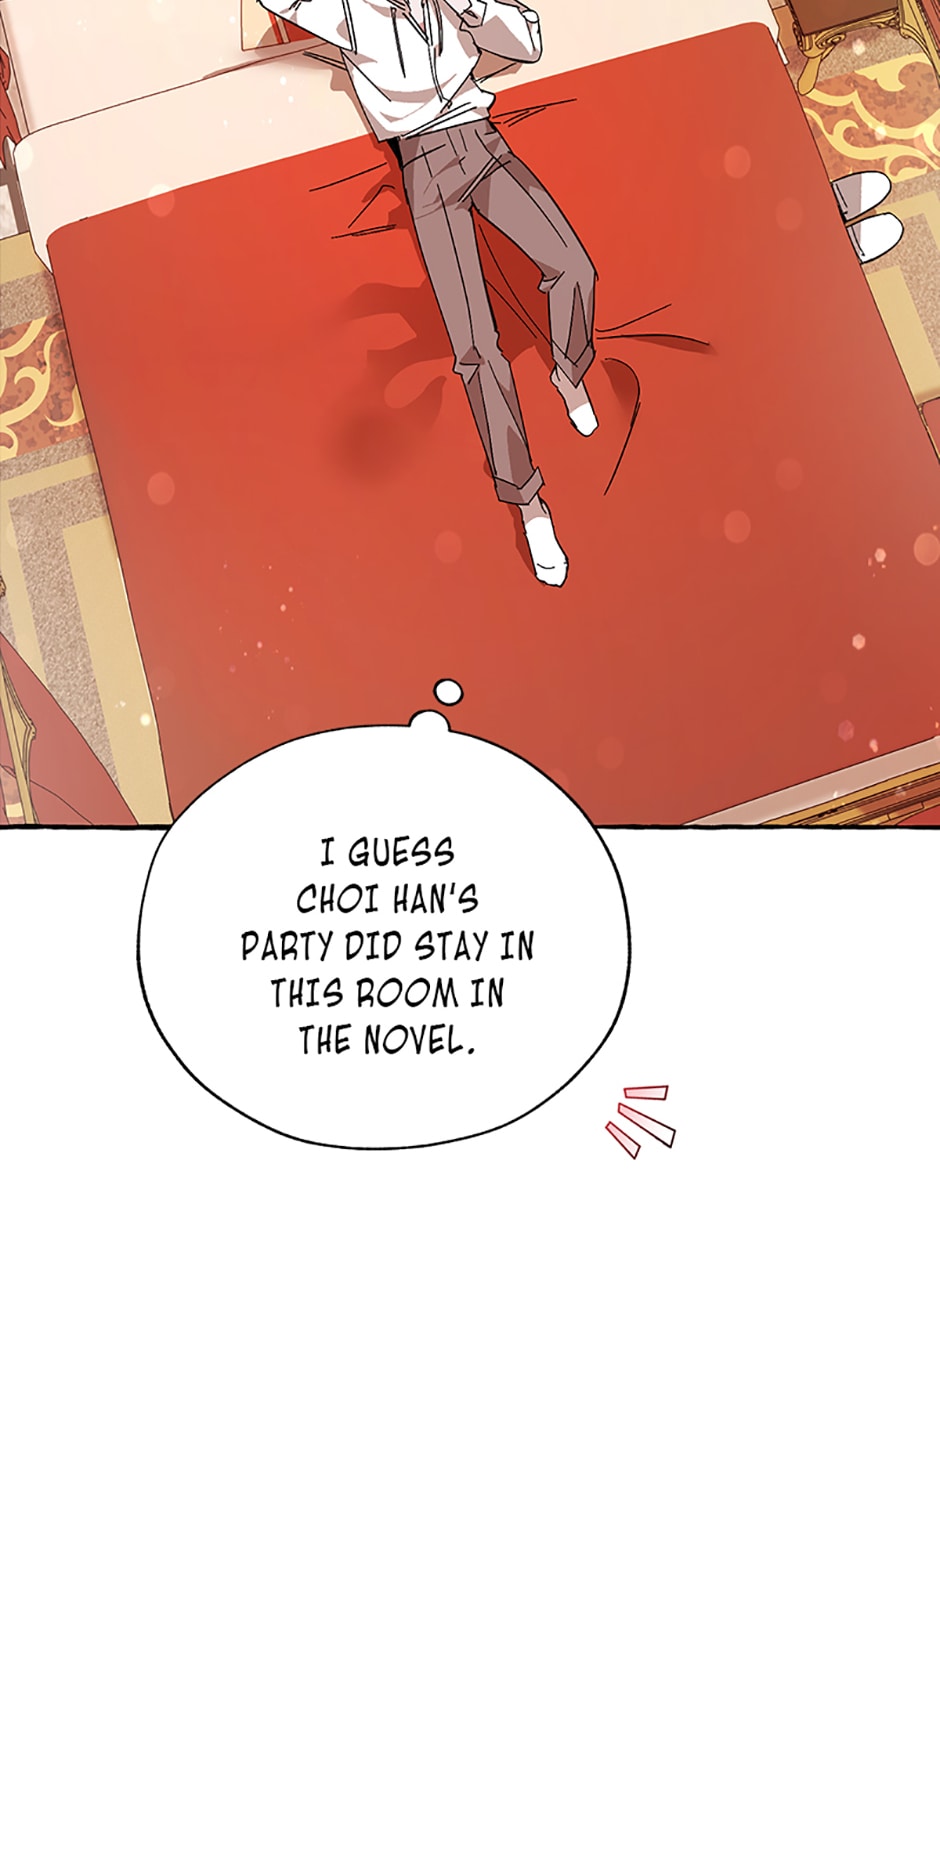 I GUESS
CHOI HAN'S
PARTY DID STAY IN
THIS ROOM IN
THE NOVEL.